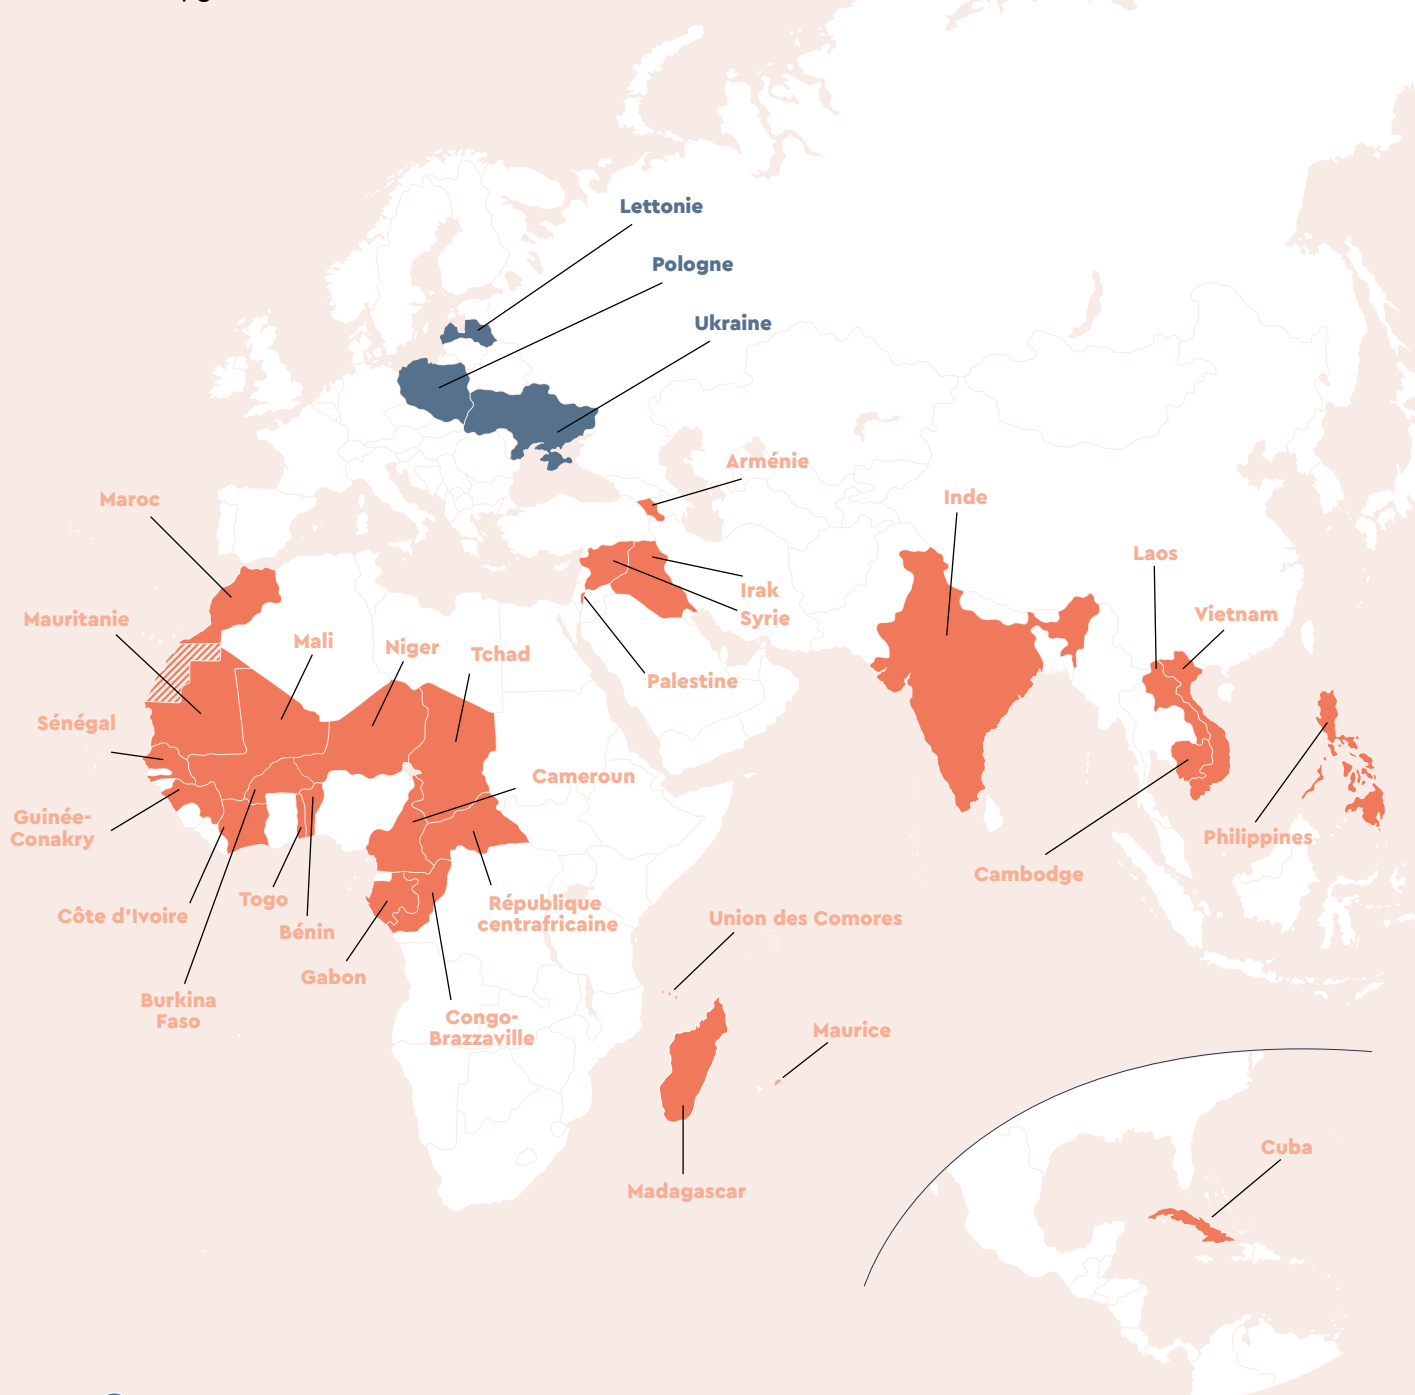 Lettonie
Pologne
Ukraine
Arménie
Maroc
Inde
Laos
Irak
Syrie
Mauritanie
Vietnam
Mali
Niger
Tchad
Palestine
Sénégal
Cameroun
Guinée-
Conakry
Philippines
Cambodge
Togo
République
centrafricaine
Côte d'Ivoire
Union des Comores
Bénin
Gabon
Burkina
Faso
Congo-
Brazzaville
Maurice
Cuba
Madagascar